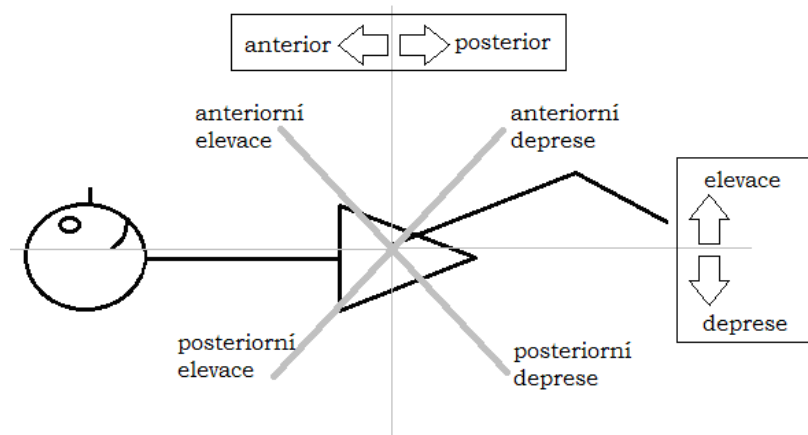 anterior posterior
anteriorní
elevace
anteriorní
deprese
elevace
deprese
posteriorní
elevace
posteriorní
deprese